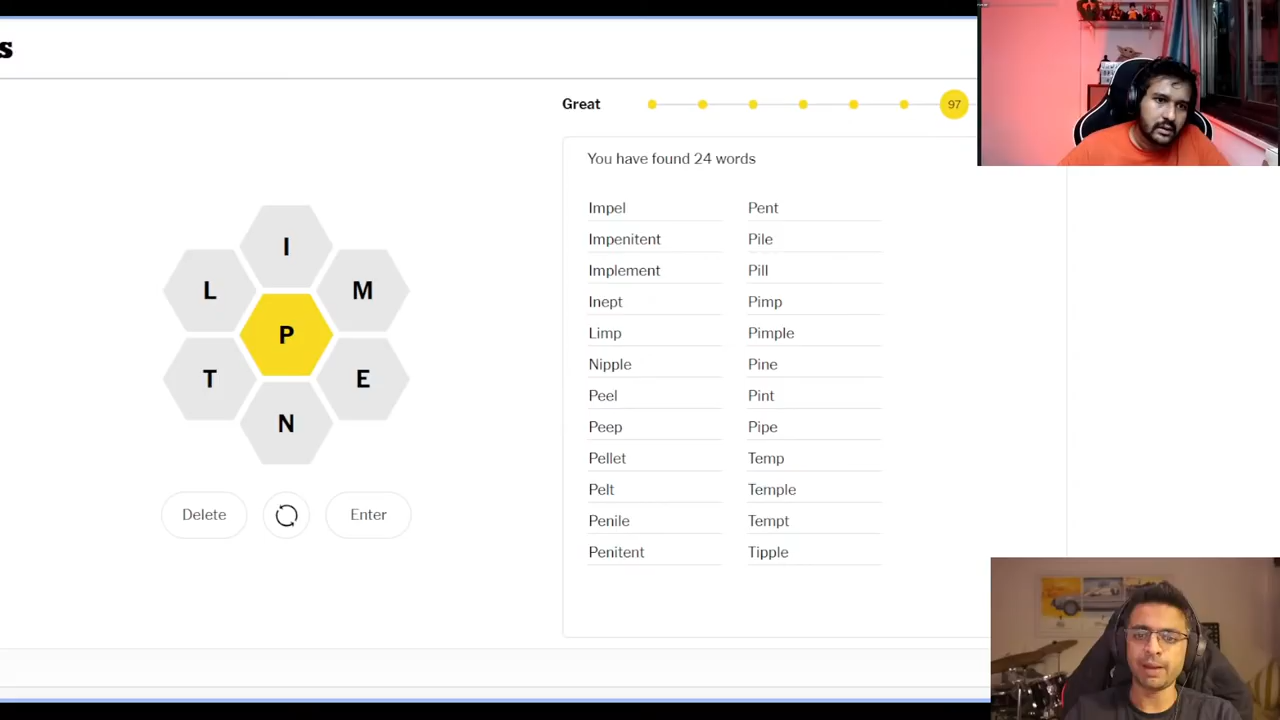 s
Great
97
You have found 24 words
Impel
Impenitent
Implement
Inept
Limp
Nipple
Peel
Peep
Pellet
Pelt
Penile
Penitent
Pent
Pile
Pill
Pimp
Pimple
Pine
Pint
Pipe
Temp
Temple
Tempt
Tipple
I
L
M
P
T
E
N
Delete
Enter